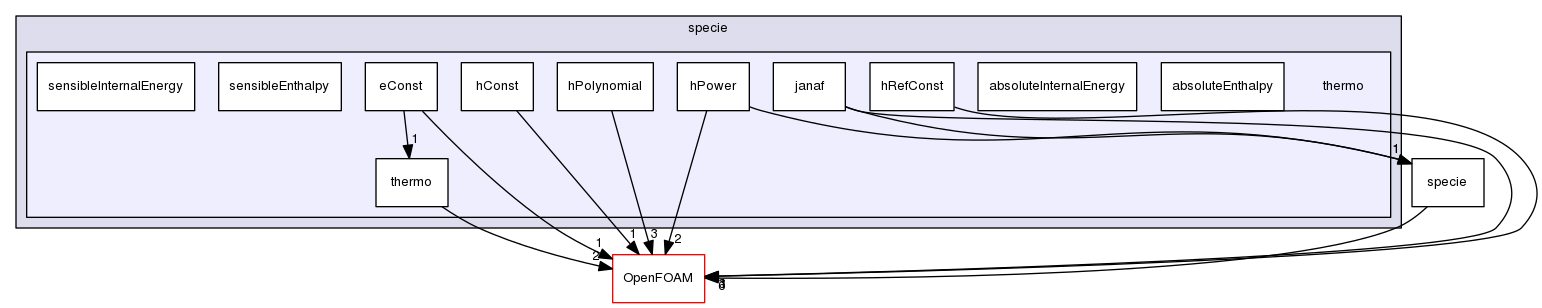 specie
sensibleInternalEnergy
sensibleEnthalpy
eConst
hConst
hPolynomial
hPower
janaf
hRefConst
absoluteInternalEnergy
absoluteEnthalpy
thermo
1
1
thermo
specie
1
1
3
2
2
OpenFOAM